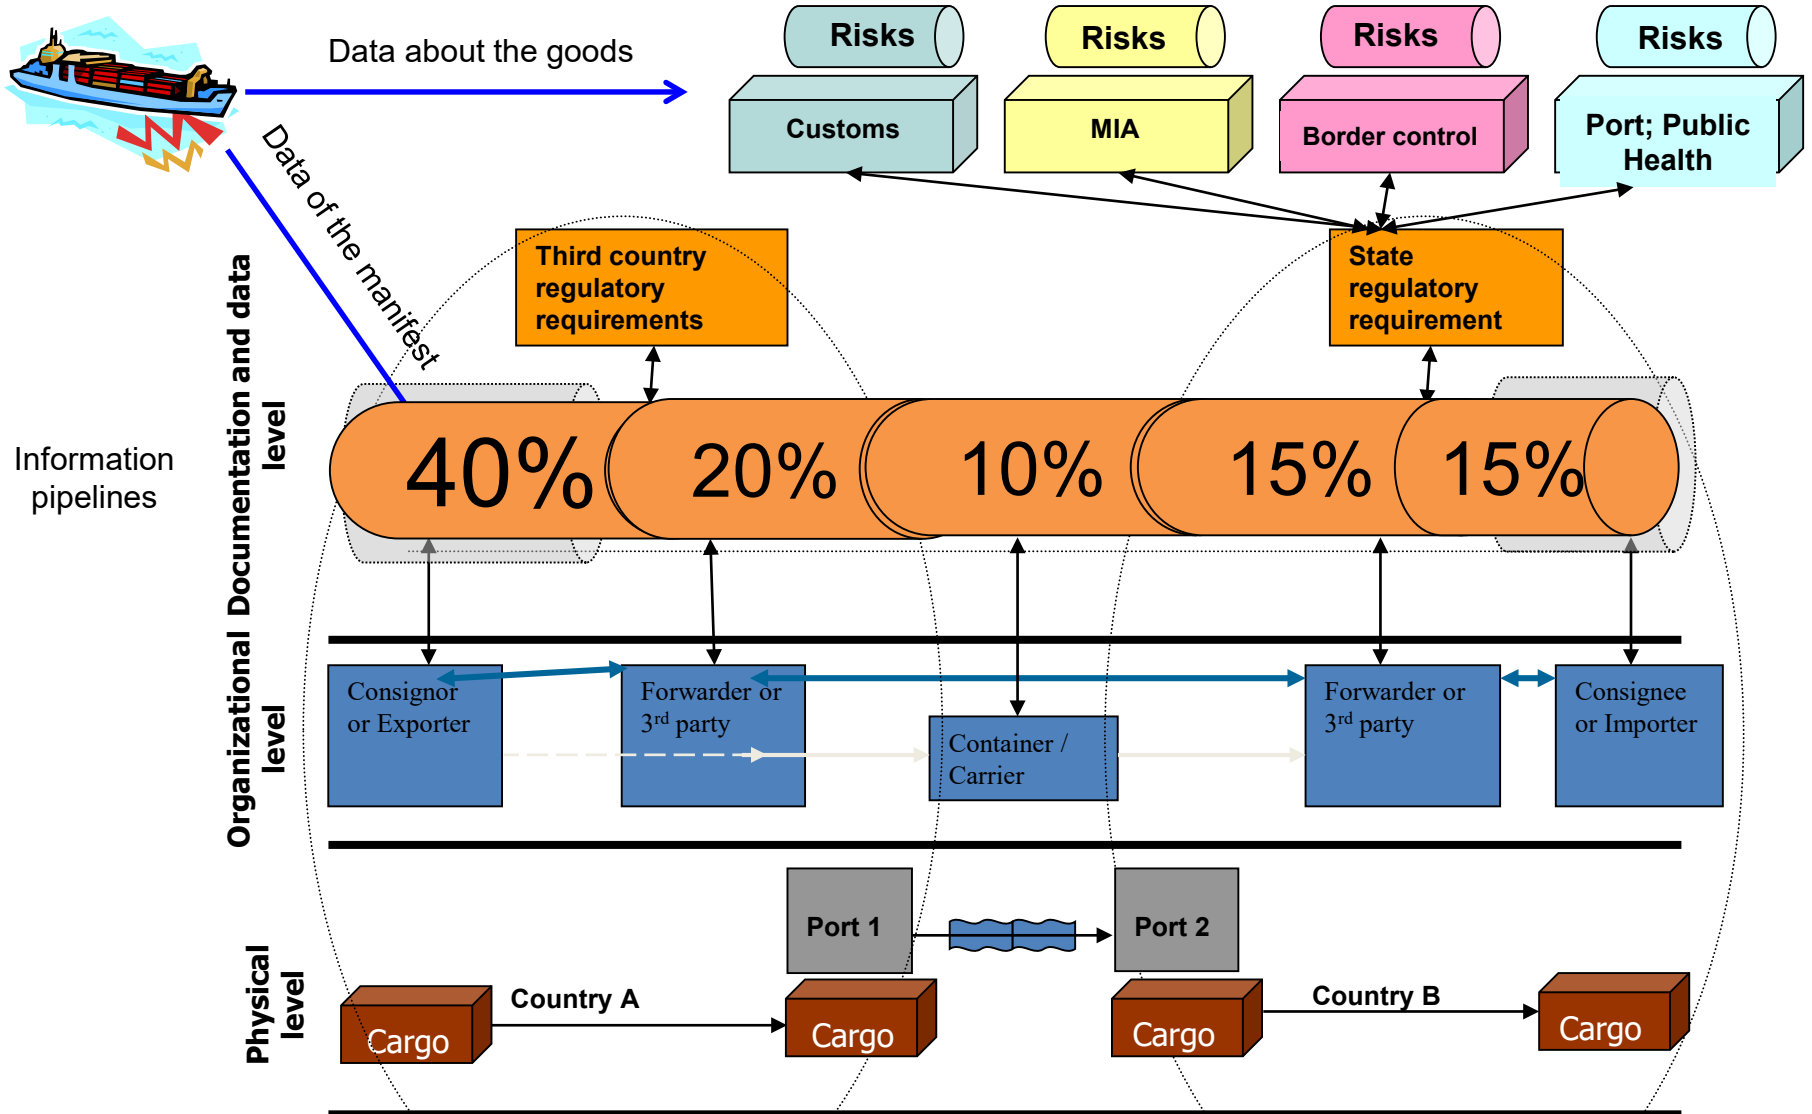 Data about the goods
Risks
Risks
Risks
Risks
Customs
MIA
Border control
Port; Public
Health
Data of the manifest
Third country
regulatory
requirements
State
regulatory
requirement
Information
pipelines
Documentation and data
level
40%
20%
10%
15%
15%
Organizational
level
Consignor
or Exporter
Forwarder or
3rd party
Container /
Carrier
Forwarder or
3rd party
Consignee
or Importer
Physical
level
Port 1
Port 2
Country A
Country B
Cargo
Cargo
Cargo
Cargo